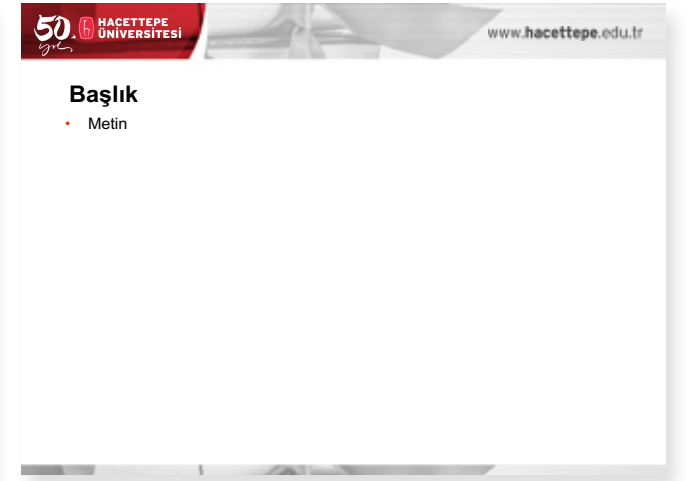 50. yıl
HACETTEPE
ÜNİVERSİTESİ
www.hacettepe.edu.tr
Başlık
• Metin